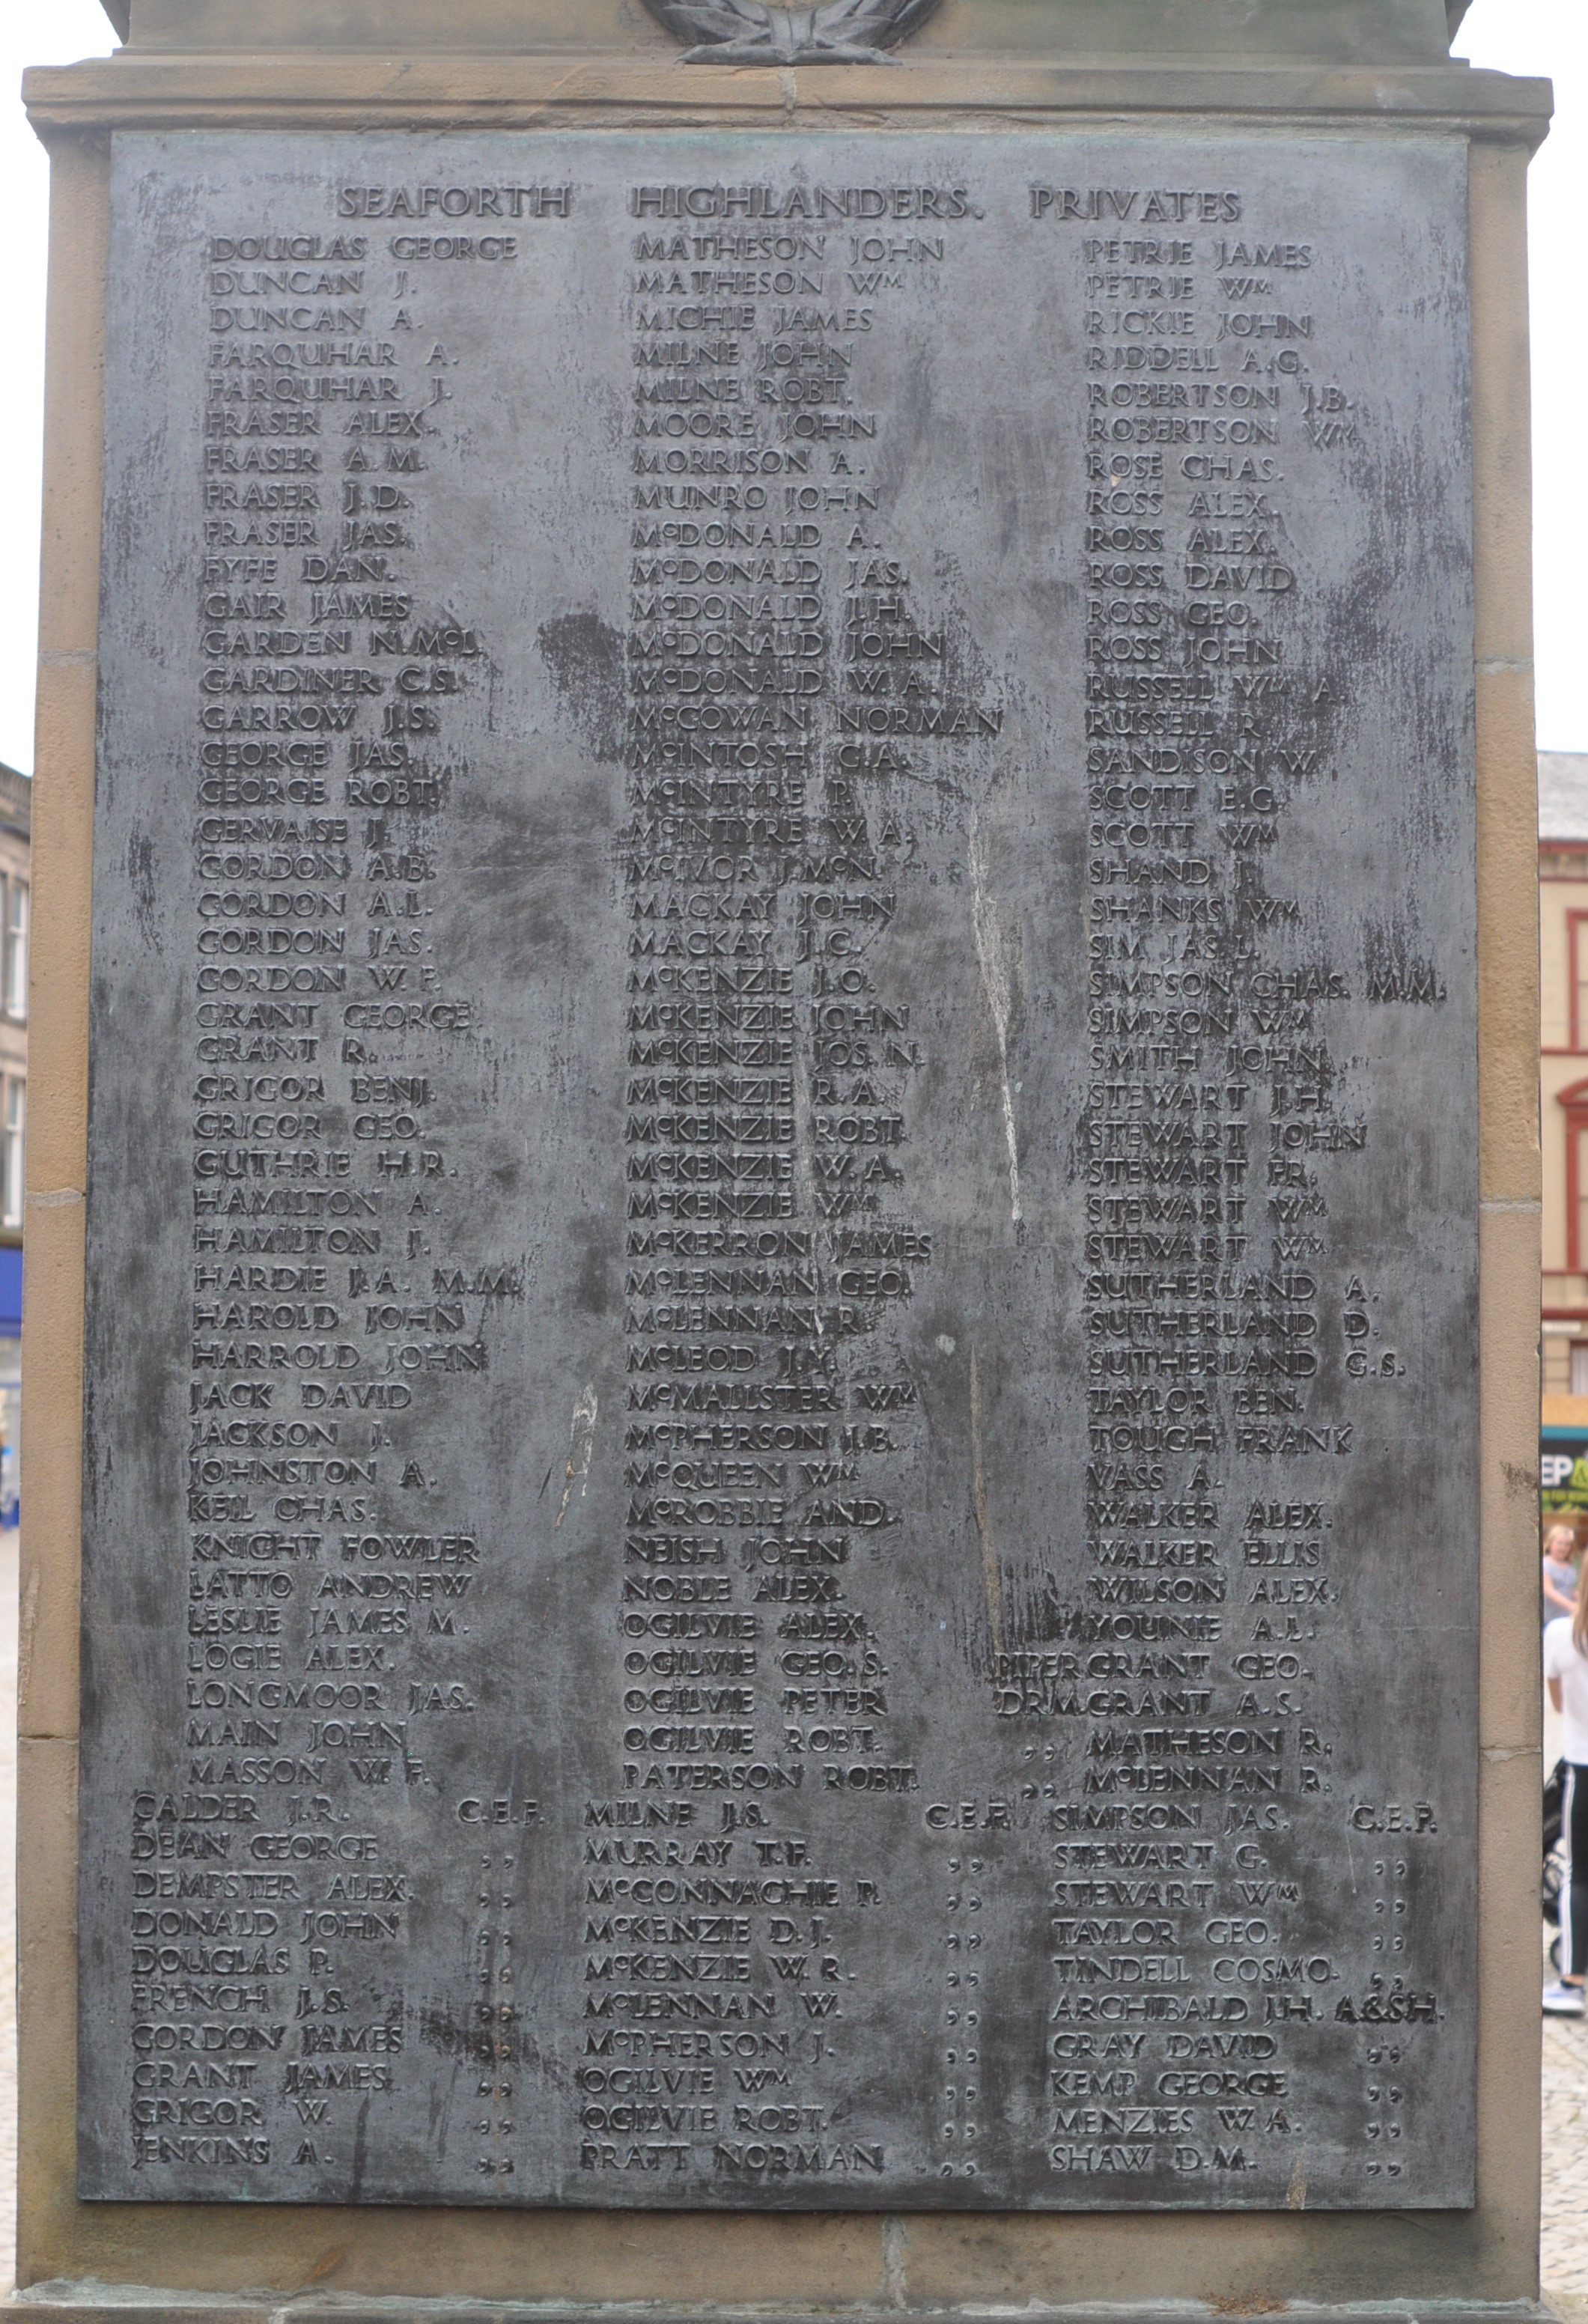 SEAFORTH HIGHLANDERS. PRIVATES
DOUGLAS GEORGE
DUNCAN J.
DUNCAN A.
FARQUHAR A.
FARQUHAR J.
FRASER ALEX.
FRASER A.M.
FRASER J.D.
FRASER JAS.
FYFE DAN.
GAIR JAMES
GARDEN N.McL.
GARDINER C.S.
GARROW J.S.
GEORGE JAS.
GEORGE ROBT.
GERVAISE J.
GORDON A.B.
GORDON A.L.
GORDON JAS.
GORDON W.F.
GRANT GEORGE
GRANT R.
GRIGOR BENJ.
GRIGOR GEO.
GUTHRIE H.R.
HAMILTON A.
HAMILTON J.
HARDIE J.A. M.M.
HAROLD JOHN
HARROLD JOHN
JACK DAVID
JACKSON J.
JOHNSTON A.
KEIL CHAS.
KNIGHT FOWLER
LATTO ANDREW
LESLIE JAMES M.
LOGIE ALEX.
LONGMOOR JAS.
MAIN JOHN
MASSON W.F.
MATHESON JOHN
MATHESON WM
MICHIE JAMES
MILNE JOHN
MILNE ROBT.
MOORE JOHN
MORRISON A.
MUNRO JOHN
McDONALD A.
McDONALD JAS.
McDONALD J.H.
McDONALD JOHN
McDONALD W.A.
McGOWAN NORMAN
McINTOSH G.A.
McINTYRE P.
McINTYRE W.A.
McIVOR J.McN.
MACKAY JOHN
MACKAY J.C.
McKENZIE J.O.
McKENZIE JOHN
McKENZIE JOS.N.
McKENZIE R.A.
McKENZIE ROBT.
McKENZIE W.A.
McKENZIE WM
McKERRON JAMES
McLENNAN GEO.
McLENNAN R.
McLEOD J.Y.
McMALLSTER WM
McPHERSON J.B.
McQUEEN WM
McROBBIE AND.
NEISH JOHN
NOBLE ALEX.
OGILVIE ALEX.
OGILVIE GEO.S.
OGILVIE PETER
OGILVIE ROBT.
PATERSON ROBT.
PETRIE JAMES
PETRIE WM
RICKIE JOHN
RIDDELL A.G.
ROBERTSON J.B.
ROBERTSON WM
ROSE CHAS.
ROSS ALEX.
ROSS ALEX.
ROSS DAVID
ROSS GEO.
ROSS JOHN
RUSSELL WM A.
RUSSELL R.
SANDISON W.
SCOTT E.G.
SCOTT WM
SHAND J.
SHANKS WM
SIM JAS.L.
SIMPSON CHAS. M.M.
SIMPSON WM
SMITH JOHN
STEWART J.H.
STEWART JOHN
STEWART FR.
STEWART WM
STEWART WM
SUTHERLAND A.
SUTHERLAND D.
SUTHERLAND G.S.
TAYLOR BEN.
TOUGH FRANK
VASS A.
WALKER ALEX.
WALKER ELLIS
WILSON ALEX.
YOUNIE A.L.
PIPER GRANT GEO.
DRM. GRANT A.S.
,, MATHESON R.
,, McLENNAN R.
CALDER J.R. C.E.F.
DEAN GEORGE ,,
DEMPSTER ALEX. ,,
DONALD JOHN ,,
DOUGLAS P. ,,
FRENCH J.S. ,,
GORDON JAMES ,,
GRANT JAMES ,,
GRIGOR W. ,,
JENKINS A. ,,
MILNE J.S. C.E.F.
MURRAY T.F. ,,
McCONNACHIE P. ,,
McKENZIE D.J. ,,
McKENZIE W.R. ,,
McLENNAN W. ,,
McPHERSON J. ,,
OGILVIE WM ,,
OGILVIE ROBT. ,,
PRATT NORMAN ,,
SIMPSON JAS. C.E.F.
STEWART G. ,,
STEWART WM ,,
TAYLOR GEO. ,,
TINDELL COSMO. ,,
ARCHIBALD J.H. A&SH.
GRAY DAVID ,,
KEMP GEORGE ,,
MENZIES W.A. ,,
SHAW D.M. ,,